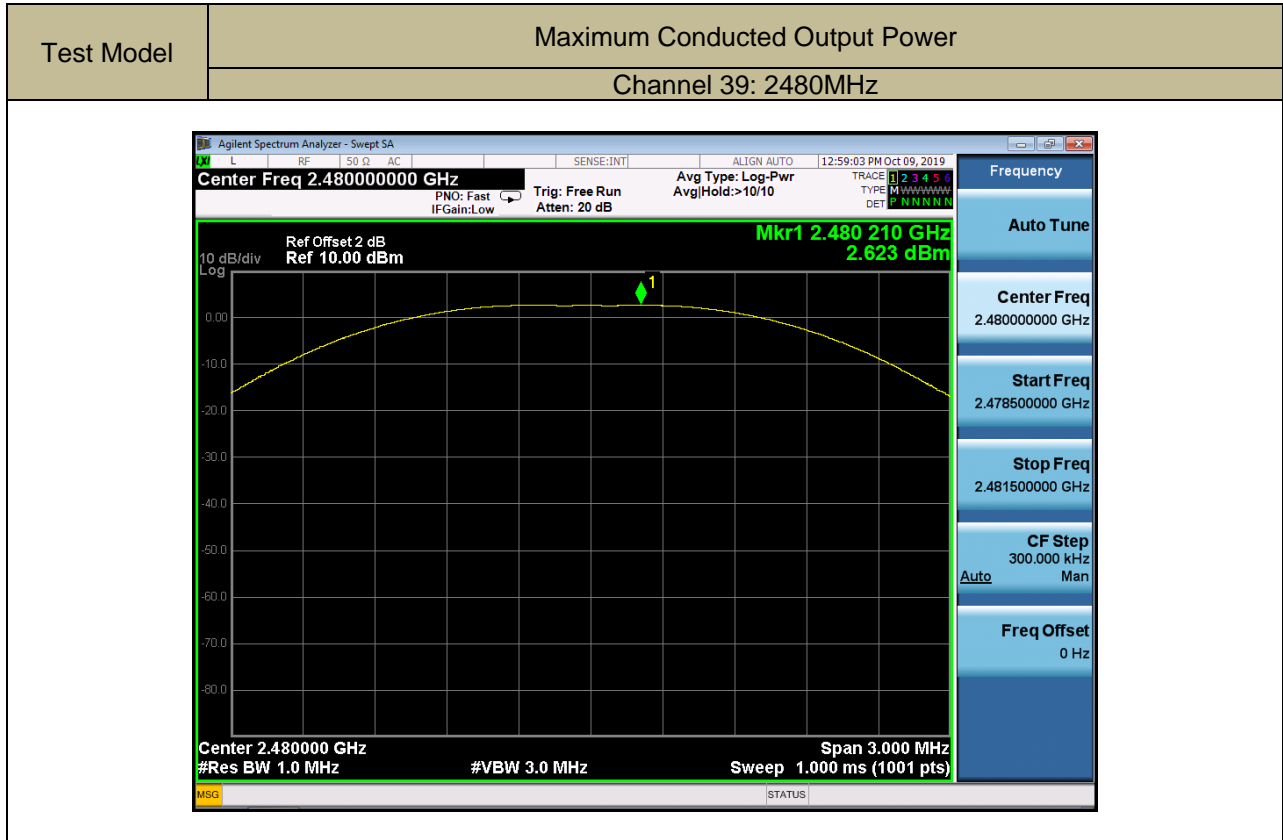 Test Model
Maximum Conducted Output Power
Channel 39: 2480MHz
Agilent Spectrum Analyzer - Swept SA
LXI L RF 50 Ω AC SENSE:INT ALIGN AUTO 12:59:03 PM Oct 09, 2019
Center Freq 2.480000000 GHz
PNO: Fast
IFGain:Low
Trig: Free Run
Atten: 20 dB
Avg Type: Log-Pwr
Avg|Hold:>10/10
TRACE 1 2 3 4 5 6
TYPE M WWWWW
DET P N N N N N
Mkr1 2.480 210 GHz
2.623 dBm
Ref Offset 2 dB
10 dB/div Ref 10.00 dBm
Log
1
0.00
-10.0
-20.0
-30.0
-40.0
-50.0
-60.0
-70.0
-80.0
Center 2.480000 GHz Span 3.000 MHz
#Res BW 1.0 MHz #VBW 3.0 MHz Sweep 1.000 ms (1001 pts)
MSG STATUS
Frequency
Auto Tune
Center Freq
2.480000000 GHz
Start Freq
2.478500000 GHz
Stop Freq
2.481500000 GHz
CF Step
300.000 kHz
Auto Man
Freq Offset
0 Hz